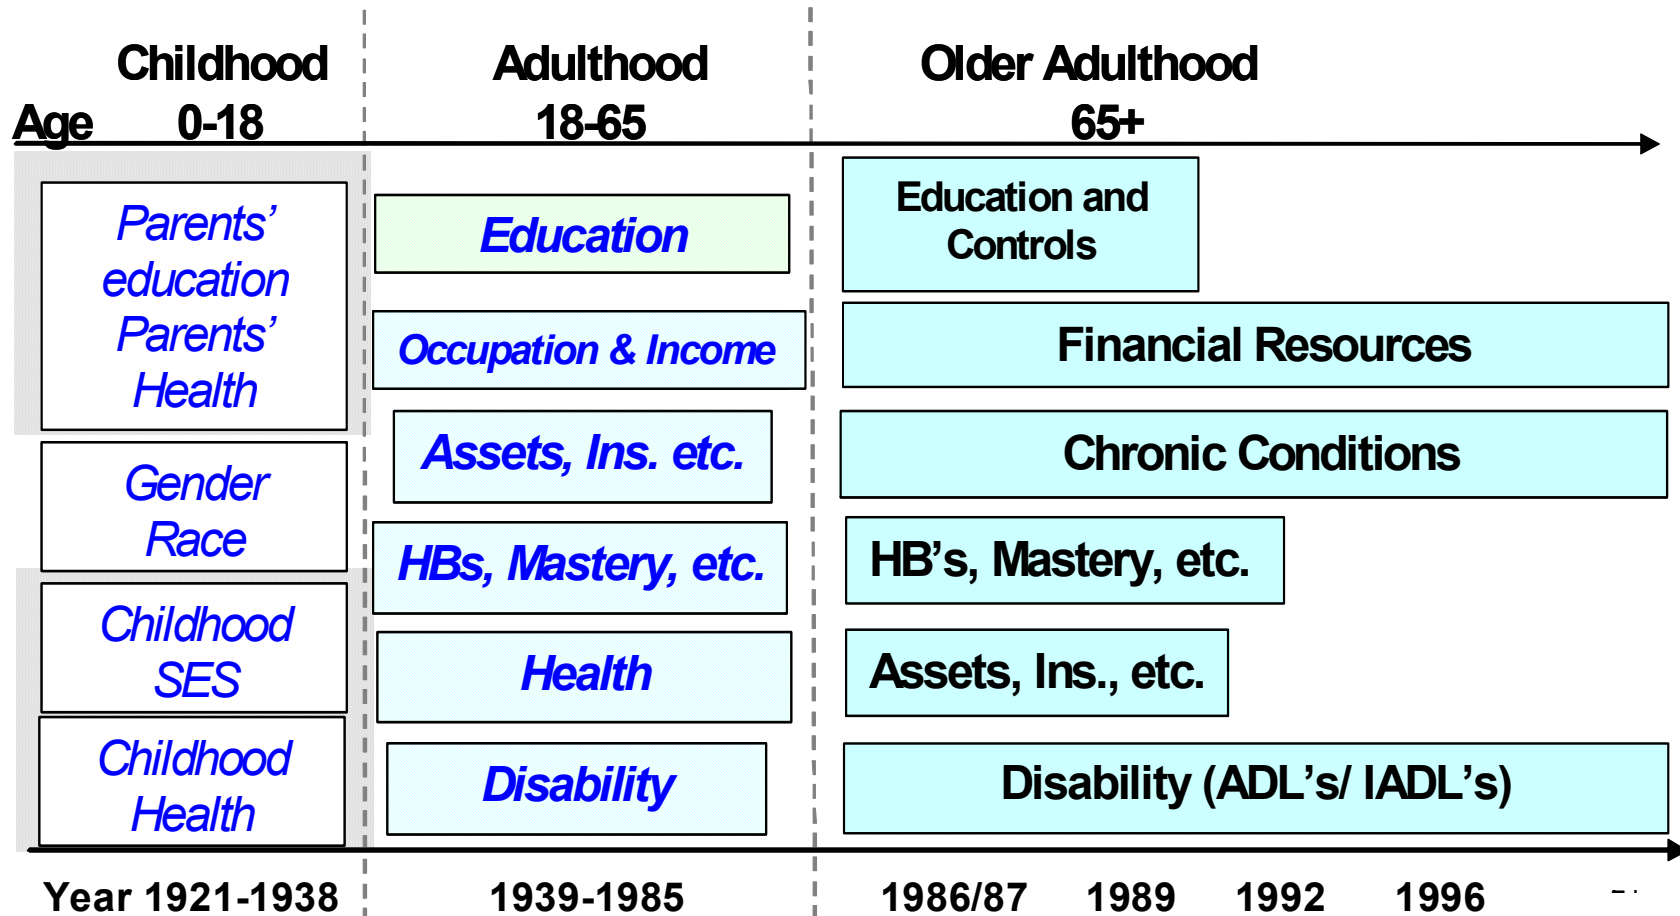 Childhood
Adulthood
Older Adulthood
Age
0-18
18-65
65+
Parents’
education
Parents’
Health
Gender
Race
Childhood
SES
Childhood
Health
Education
Occupation & Income
Assets, Ins. etc.
HBs, Mastery, etc.
Health
Disability
Education and
Controls
Financial Resources
Chronic Conditions
HB’s, Mastery, etc.
Assets, Ins., etc.
Disability (ADL’s/ IADL’s)
Year 1921-1938
1939-1985
1986/87
1989
1992
1996